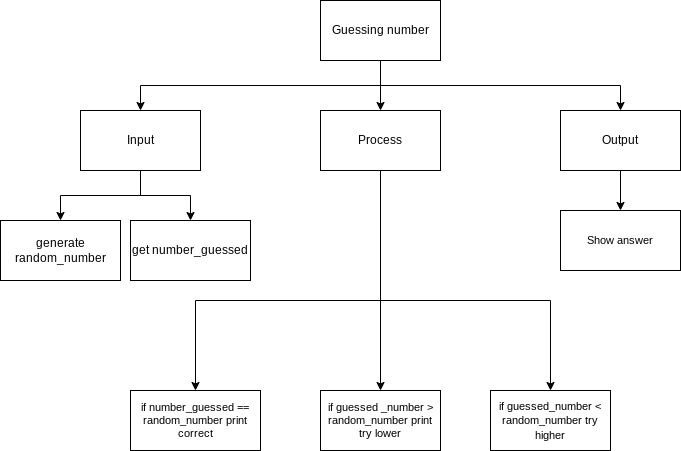 Guessing number
Input
Process
Output
generate
random_number
get number_guessed
Show answer
if number_guessed ==
random_number print
correct
if guessed _number >
random_number print
try lower
if guessed_number <
random_number try
higher